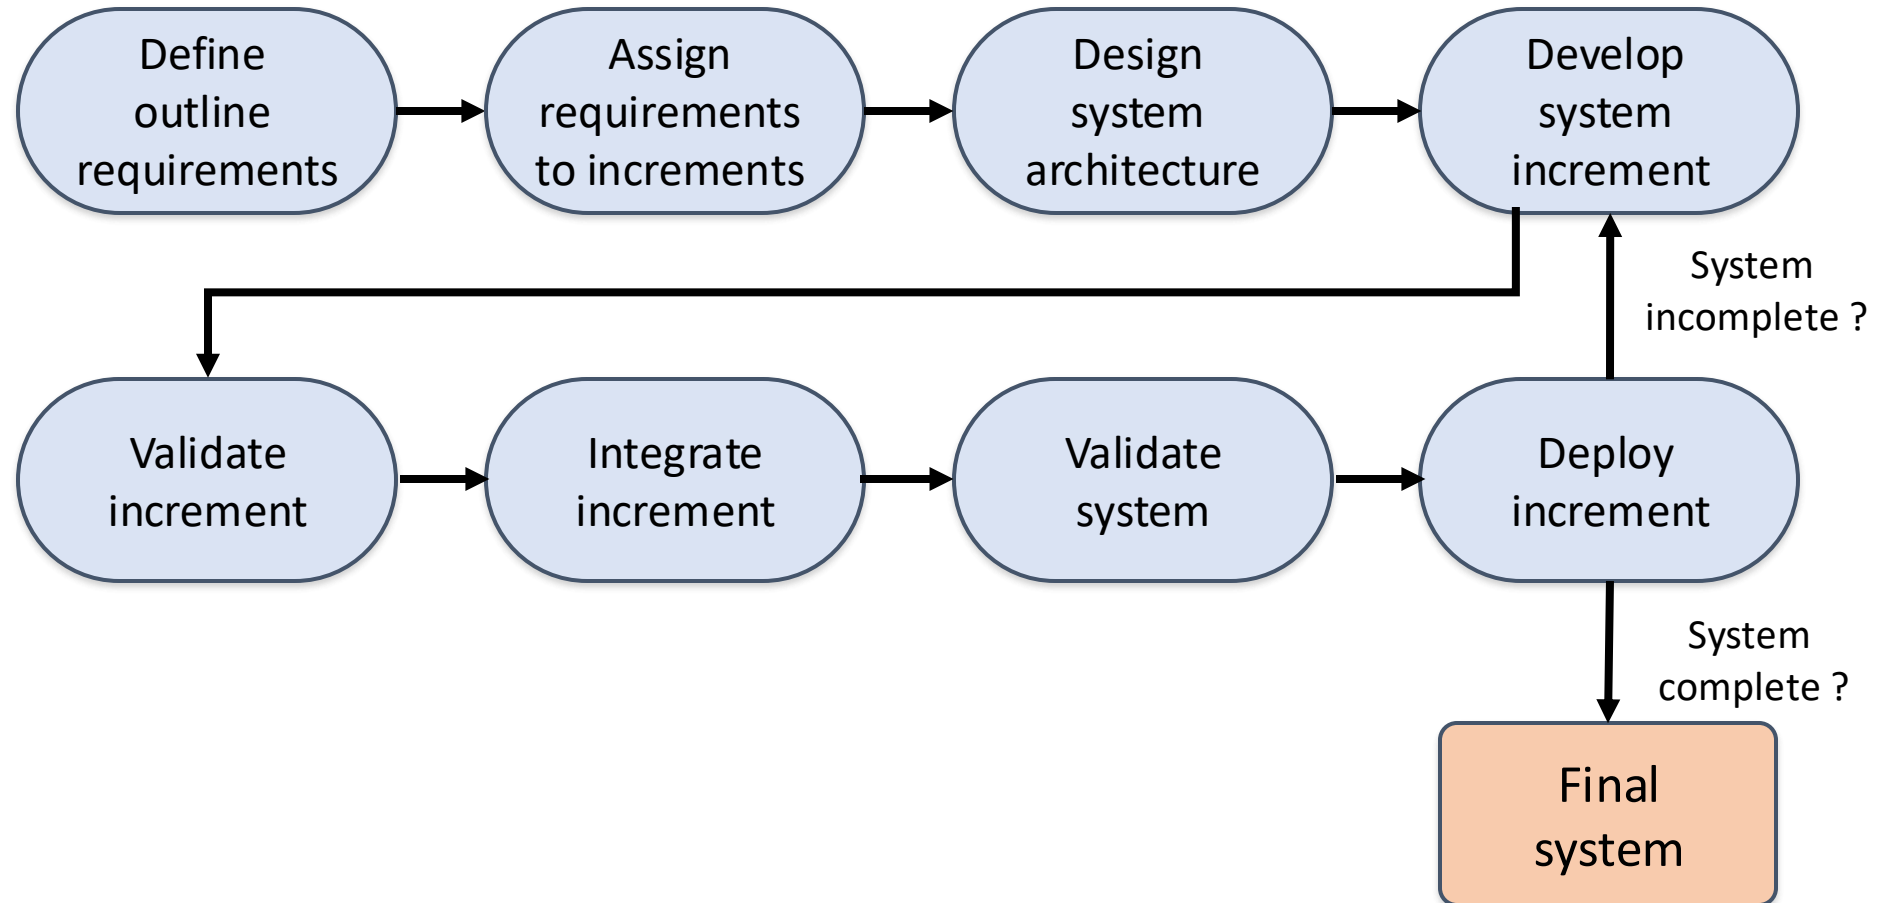 Define
outline
requirements
Assign
requirements
to increments
Design
system
architecture
Develop
system
increment
System
incomplete ?
Validate
increment
Integrate
increment
Validate
system
Deploy
increment
System
complete ?
Final
system